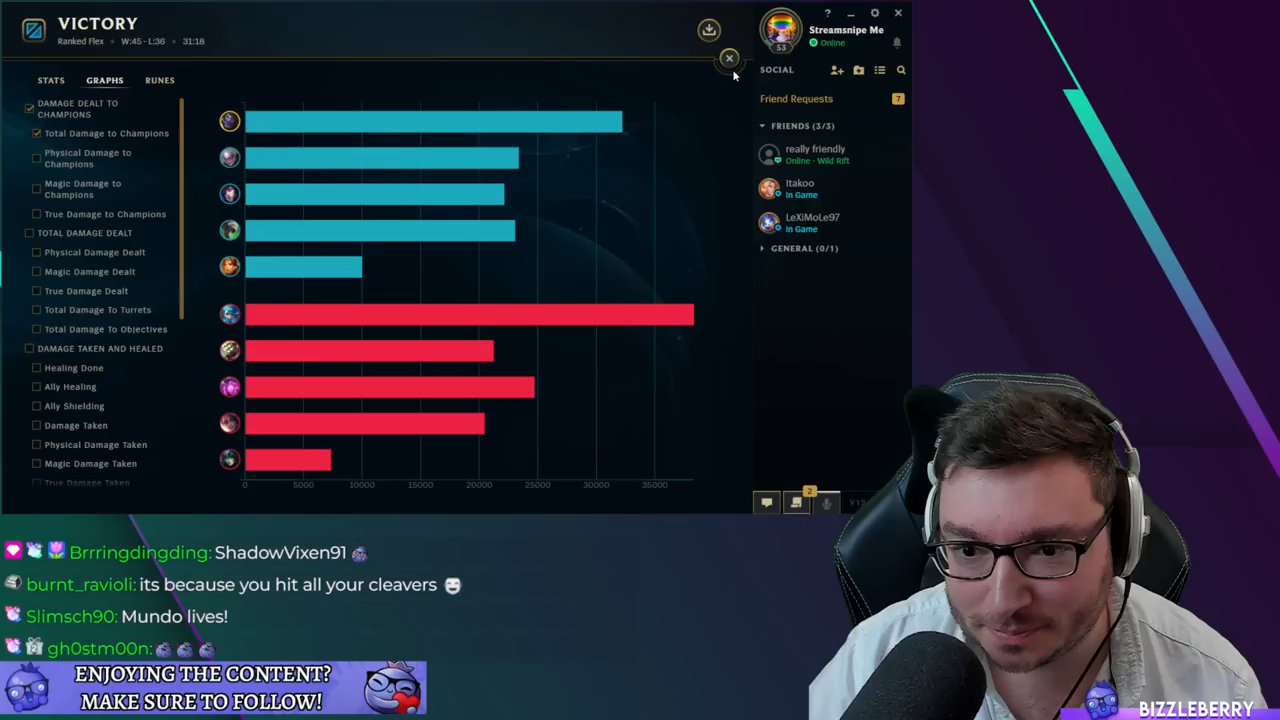 VICTORY
Ranked Flex • W:45 - L:36 • 31:18
STATS GRAPHS RUNES
DAMAGE DEALT TO
CHAMPIONS
Total Damage to Champions
Physical Damage to
Champions
Magic Damage to
Champions
True Damage to Champions
TOTAL DAMAGE DEALT
Physical Damage Dealt
Magic Damage Dealt
True Damage Dealt
Total Damage To Turrets
Total Damage To Objectives
DAMAGE TAKEN AND HEALED
Healing Done
Ally Healing
Ally Shielding
Damage Taken
Physical Damage Taken
Magic Damage Taken
True Damage Taken
0 5000 10000 15000 20000 25000 30000 35000
?
53
Streamsnipe Me
Online
SOCIAL
Friend Requests 7
FRIENDS (3/3)
really friendly
Online - Wild Rift
Itakoo
In Game
LeXiMoLe97
In Game
GENERAL (0/1)
2
Brrringdingding: ShadowVixen91
burnt_ravioli: its because you hit all your cleavers
Slimsch90: Mundo lives!
gh0stm00n:
ENJOYING THE CONTENT?
MAKE SURE TO FOLLOW!
BIZZLEBERRY